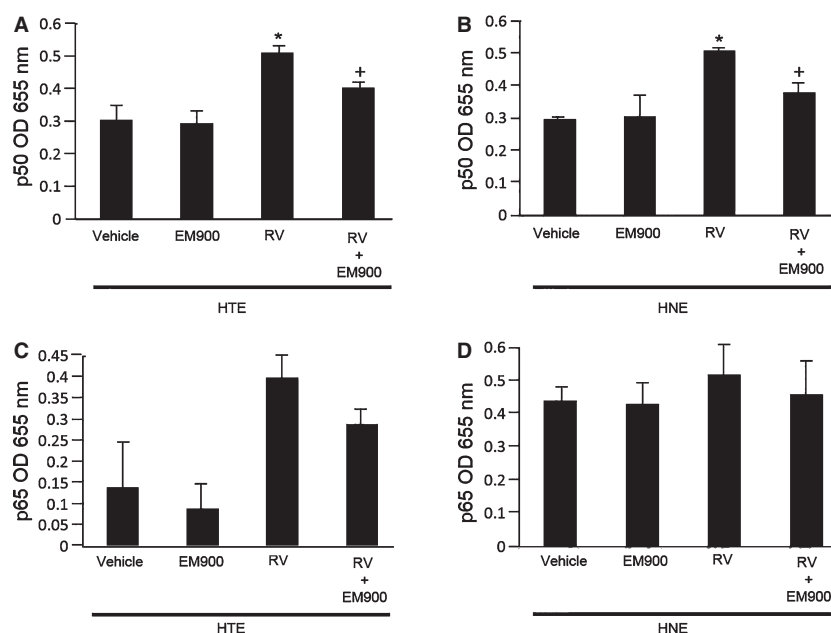 A
p50 OD 655 nm
0.6
0.5
0.4
0.3
0.2
0.1
0
*
+
Vehicle
EM900
RV
RV
+
EM900
HTE
B
p50 OD 655 nm
0.6
0.5
0.4
0.3
0.2
0.1
0
*
+
Vehicle
EM900
RV
RV
+
EM900
HNE
C
p65 OD 655 nm
0.45
0.4
0.35
0.3
0.25
0.2
0.15
0.1
0.05
0
Vehicle
EM900
RV
RV
+
EM900
HTE
D
p65 OD 655 nm
0.6
0.5
0.4
0.3
0.2
0.1
0
Vehicle
EM900
RV
RV
+
EM900
HNE